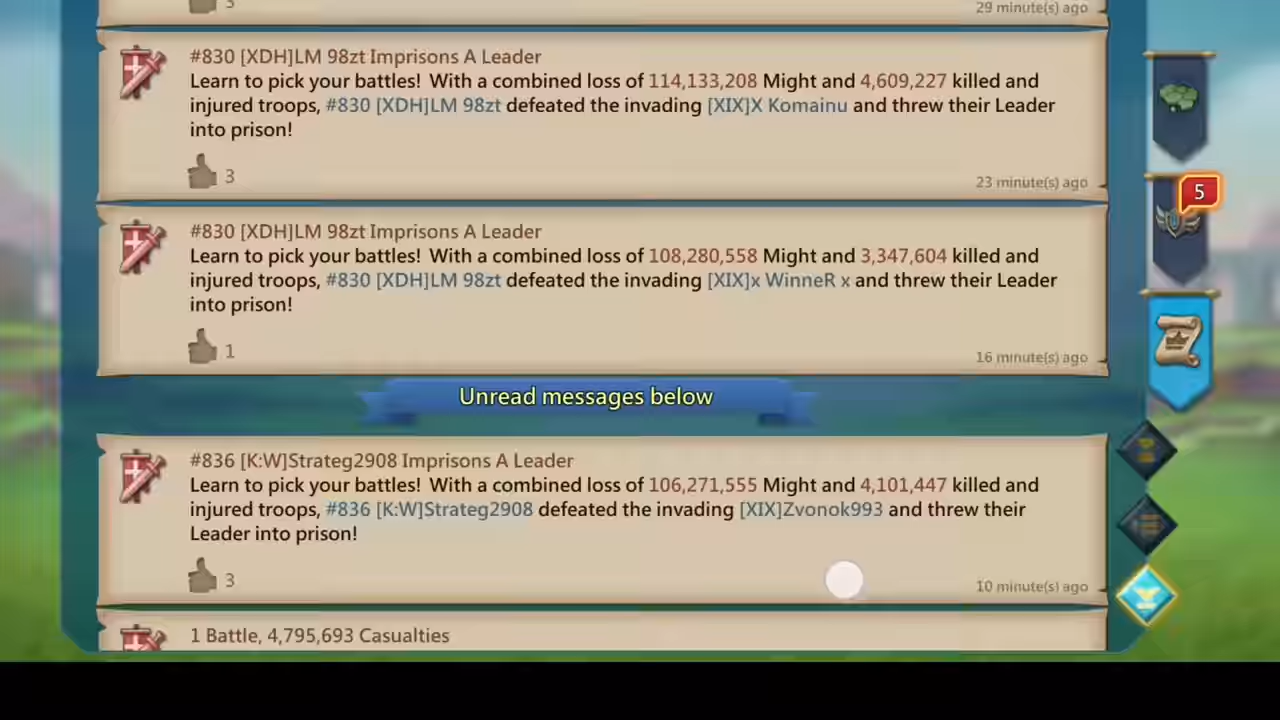 3
29 minute(s) ago
#830 [XDH]LM 98zt Imprisons A Leader
Learn to pick your battles! With a combined loss of 114,133,208 Might and 4,609,227 killed and
injured troops, #830 [XDH]LM 98zt defeated the invading [XIX]X Komainu and threw their Leader
into prison!
3
23 minute(s) ago
#830 [XDH]LM 98zt Imprisons A Leader
Learn to pick your battles! With a combined loss of 108,280,558 Might and 3,347,604 killed and
injured troops, #830 [XDH]LM 98zt defeated the invading [XIX]x WinneR x and threw their Leader
into prison!
1
16 minute(s) ago
5
Unread messages below
#836 [K:W]Strateg2908 Imprisons A Leader
Learn to pick your battles! With a combined loss of 106,271,555 Might and 4,101,447 killed and
injured troops, #836 [K:W]Strateg2908 defeated the invading [XIX]Zvonok993 and threw their
Leader into prison!
3
10 minute(s) ago
1 Battle, 4,795,693 Casualties